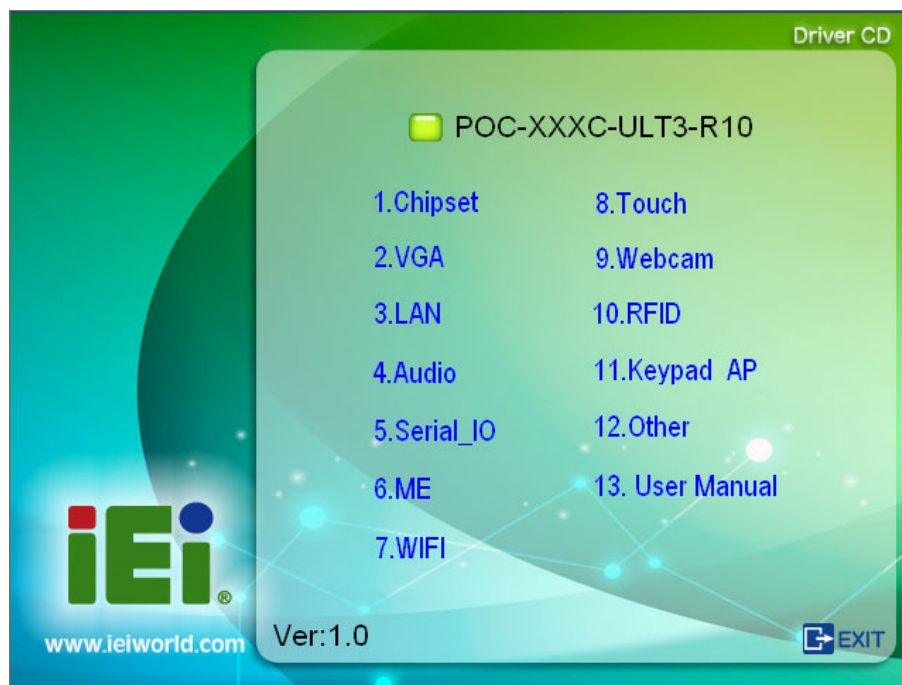 Driver CD
POC-XXXC-ULT3-R10
1.Chipset
2.VGA
3.LAN
4.Audio
5.Serial_IO
6.ME
7.WIFI
8.Touch
9.Webcam
10.RFID
11.Keypad AP
12.Other
13. User Manual
iEi®
www.ieiworld.com
Ver:1.0
EXIT